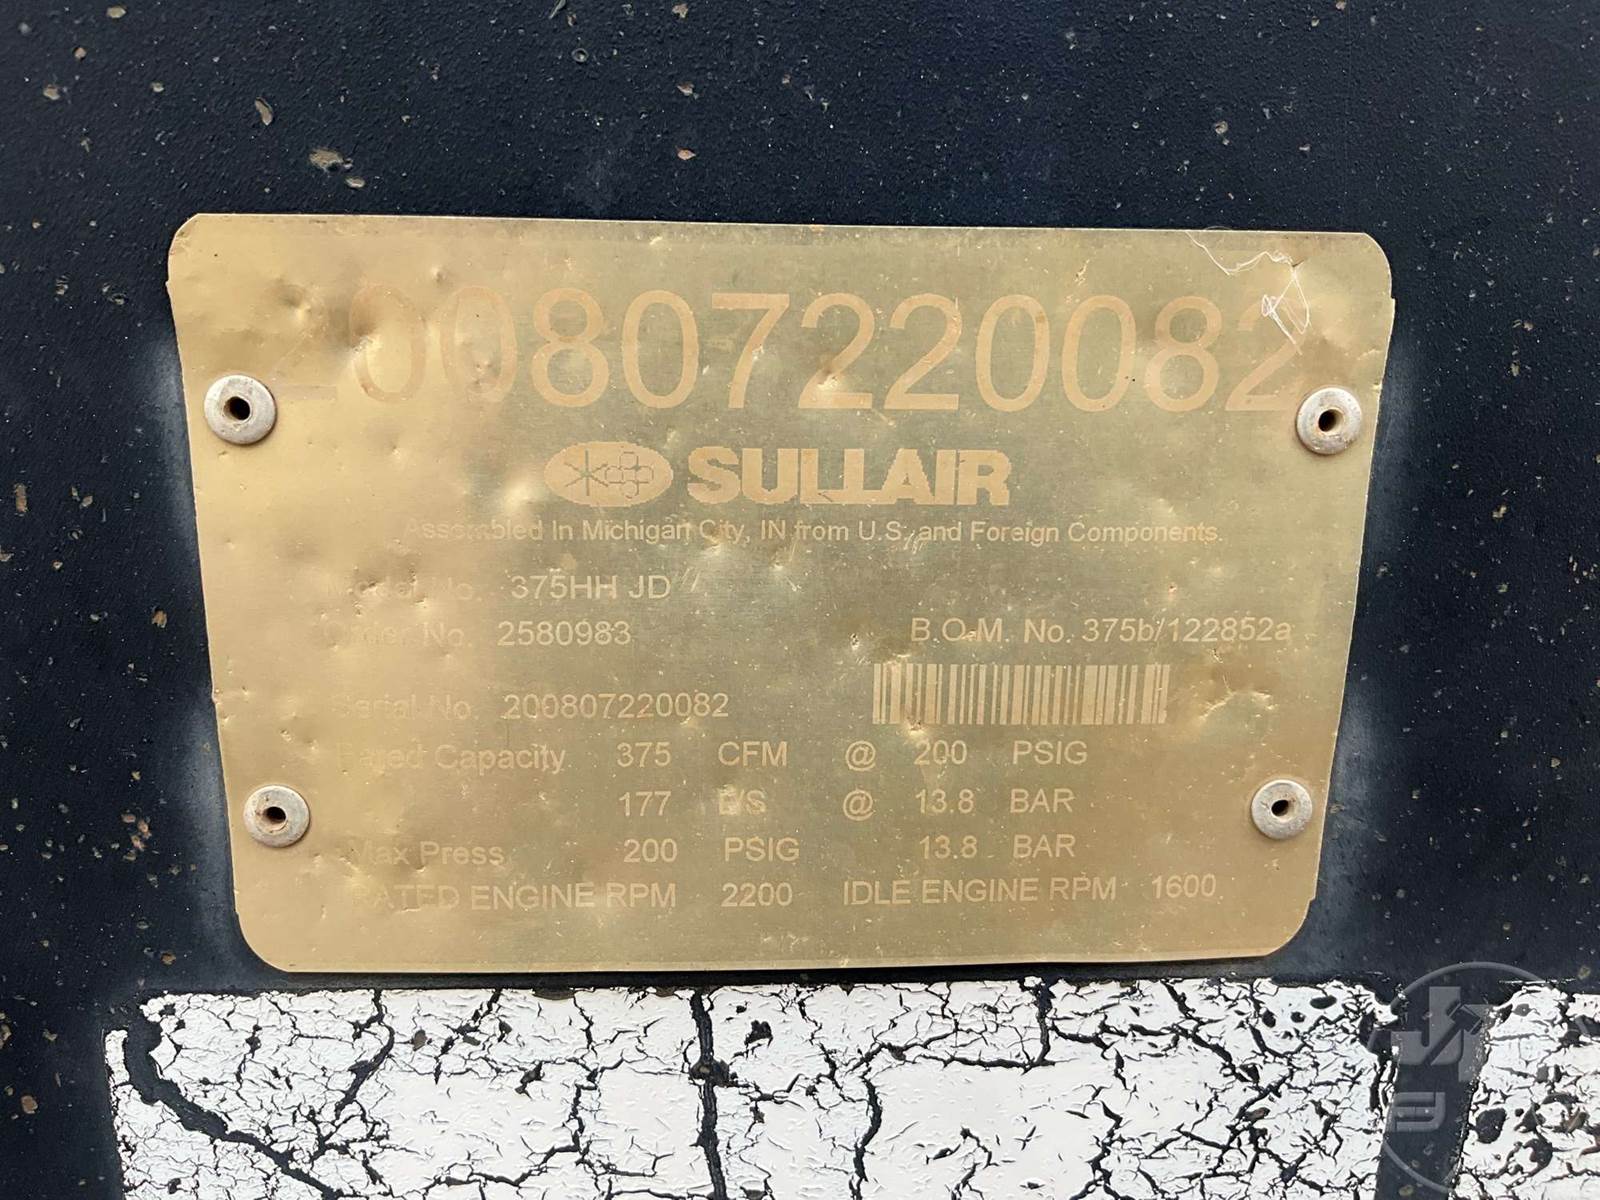 200807220082
SULLAIR
Assembled In Michigan City, IN from U.S. and Foreign Components.
Model No. 375HH JD
Order No. 2580983 B.O.M. No. 375b/122852a
Serial No. 200807220082
Rated Capacity 375 CFM @ 200 PSIG
177 L/S @ 13.8 BAR
Max Press 200 PSIG 13.8 BAR
RATED ENGINE RPM 2200 IDLE ENGINE RPM 1600